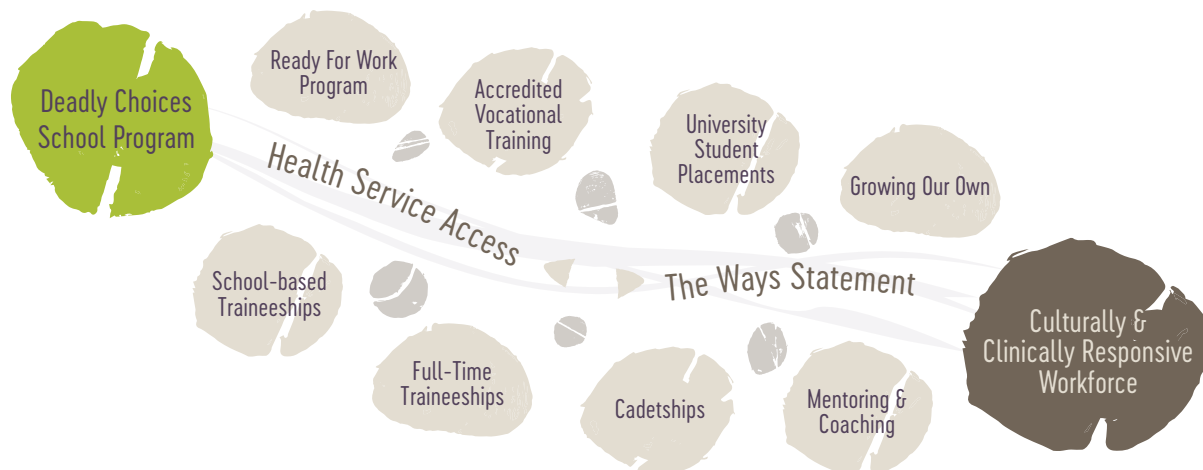 Deadly Choices
School Program
Ready For Work
Program
Accredited
Vocational
Training
University
Student
Placements
Growing Our Own
Health Service Access
The Ways Statement
School-based
Traineeships
Full-Time
Traineeships
Cadetships
Mentoring &
Coaching
Culturally &
Clinically Responsive
Workforce